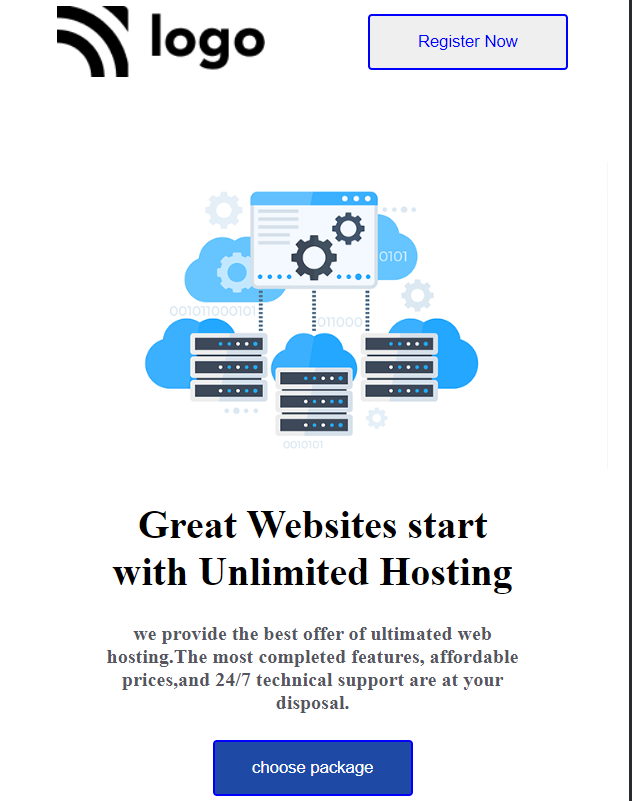 logo
Register Now
0101
001011000101
011000
0010101
Great Websites start
with Unlimited Hosting
we provide the best offer of ultimated web
hosting.The most completed features, affordable
prices,and 24/7 technical support are at your
disposal.
choose package